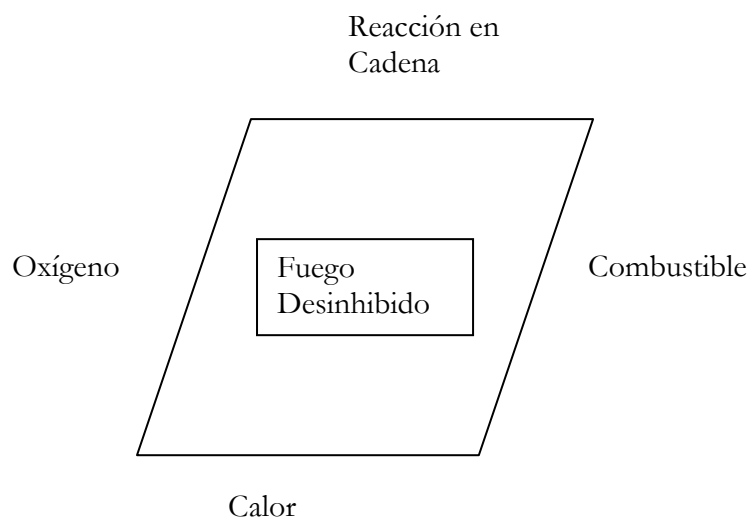 Reacción en
Cadena
Oxígeno
Fuego
Desinhibido
Combustible
Calor